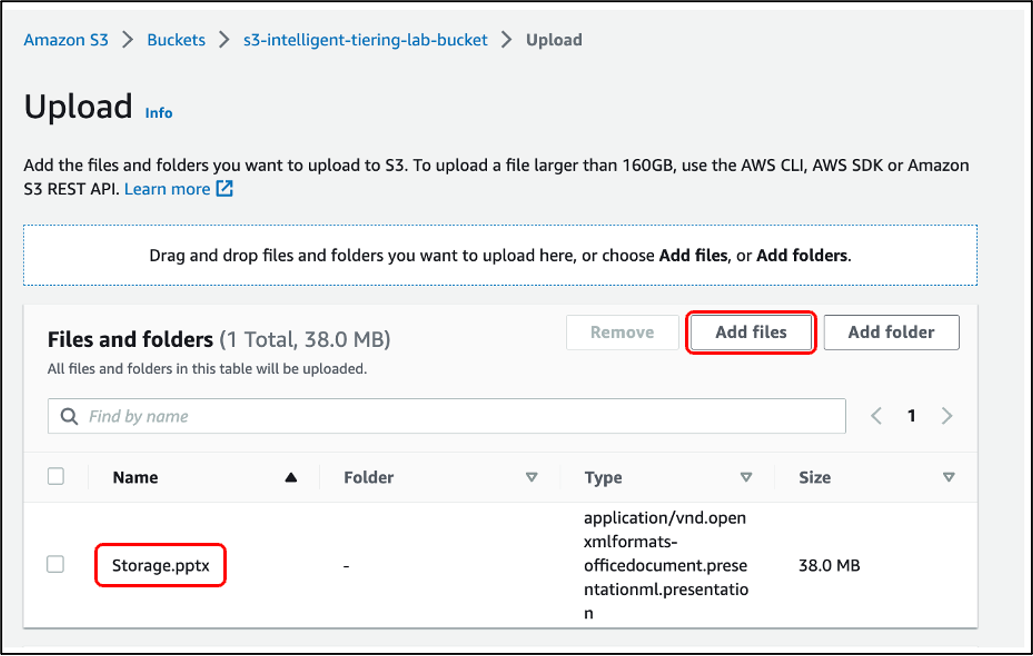 Amazon S3 > Buckets > s3-intelligent-tiering-lab-bucket > Upload
Upload Info
Add the files and folders you want to upload to S3. To upload a file larger than 160GB, use the AWS CLI, AWS SDK or Amazon
S3 REST API. Learn more
Drag and drop files and folders you want to upload here, or choose Add files, or Add folders.
Files and folders (1 Total, 38.0 MB)
Remove
Add files
Add folder
All files and folders in this table will be uploaded.
Find by name
< 1 >
Name Folder Type Size
Storage.pptx
-
application/vnd.open
xmlformats-
officedocument.prese
ntationml.presentatio
n
38.0 MB